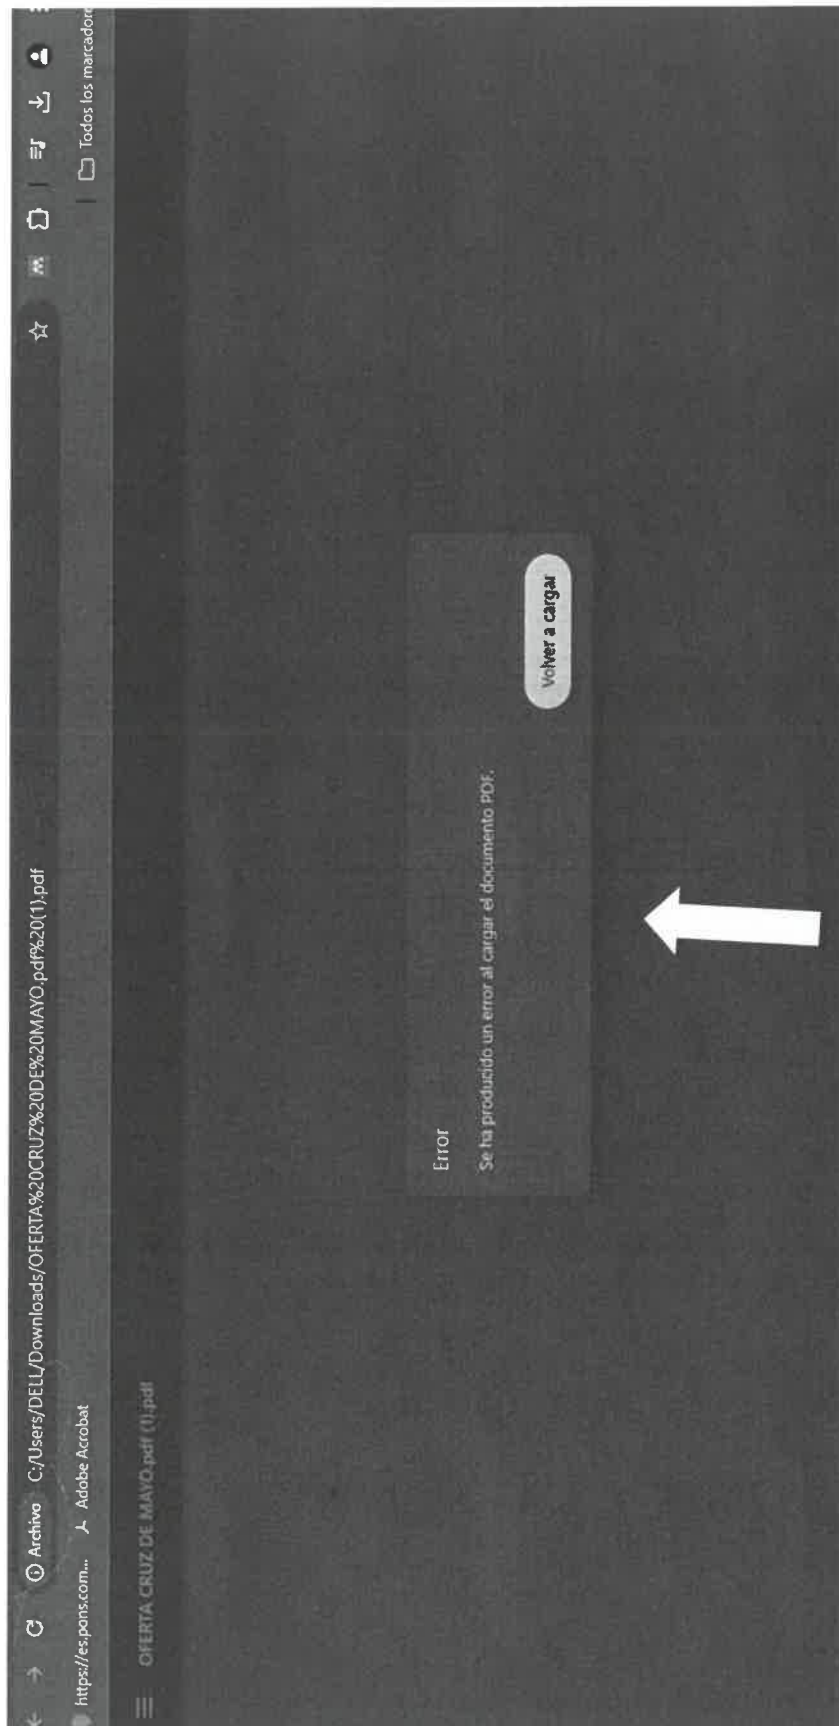 Archivo C:/Users/DELL/Downloads/OFERTA%20CRUZ%20DE%20MAYO.pdf%20(1).pdf
https://es.pons.com... Adobe Acrobat Todos los marcadore
OFERTA CRUZ DE MAYO.pdf (1).pdf
Error
Se ha producido un error al cargar el documento PDF.
Volver a cargar